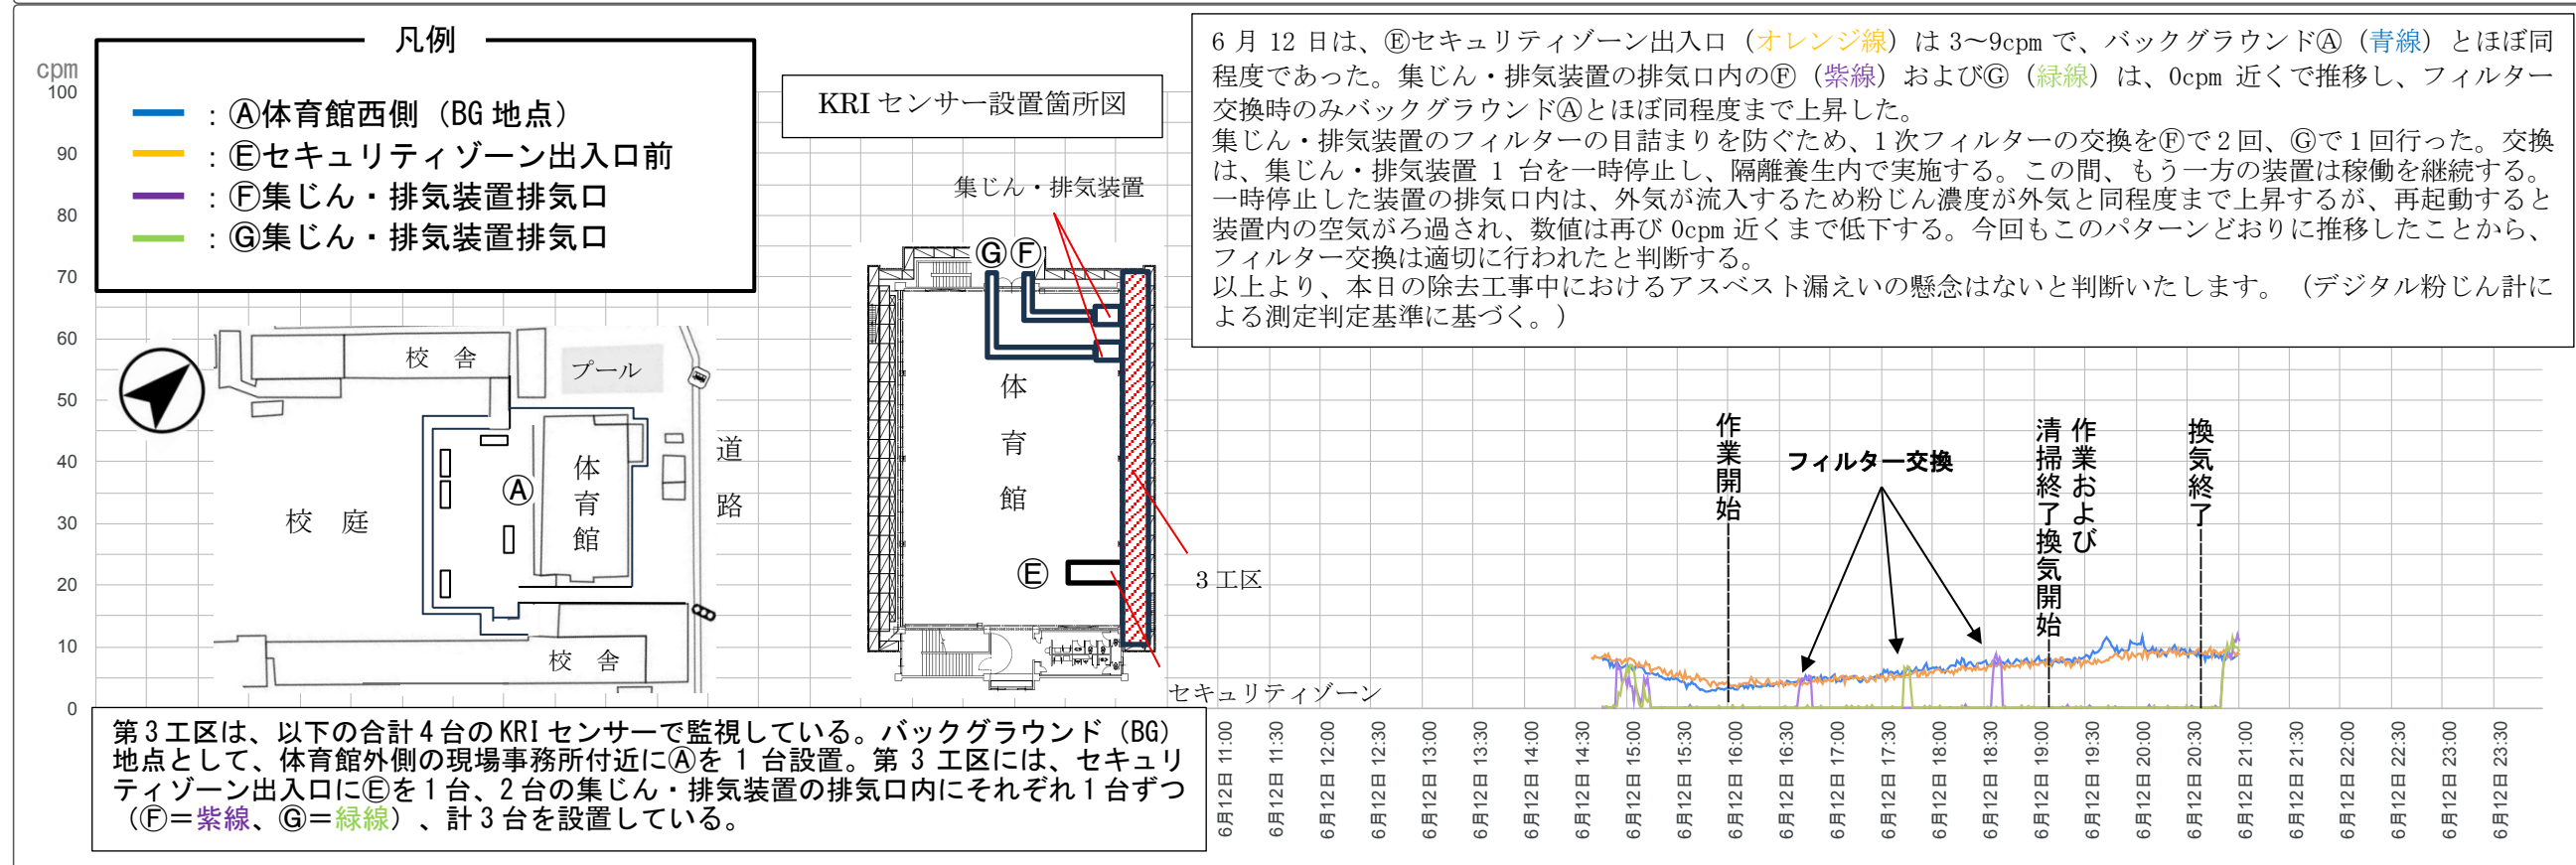 凡例
：Ⓐ体育館西側（BG 地点）
：Ⓔセキュリティゾーン出入口前
：Ⓕ集じん・排気装置排気口
：Ⓖ集じん・排気装置排気口
KRI センサー設置箇所図
6 月 12 日は、Ⓔセキュリティゾーン出入口（オレンジ線）は 3～9cpm で、バックグラウンドⒶ（青線）とほぼ同
程度であった。集じん・排気装置の排気口内のⒻ（紫線）およびⒼ（緑線）は、0cpm 近くで推移し、フィルター
交換時のみバックグラウンドⒶとほぼ同程度まで上昇した。
集じん・排気装置のフィルターの目詰まりを防ぐため、1次フィルターの交換をⒻで2回、Ⓖで1回行った。交換
は、集じん・排気装置 1 台を一時停止し、隔離養生内で実施する。この間、もう一方の装置は稼働を継続する。
一時停止した装置の排気口内は、外気が流入するため粉じん濃度が外気と同程度まで上昇するが、再起動すると
装置内の空気がろ過され、数値は再び 0cpm 近くまで低下する。今回もこのパターンどおりに推移したことから、
フィルター交換は適切に行われたと判断する。
以上より、本日の除去工事中におけるアスベスト漏えいの懸念はないと判断いたします。（デジタル粉じん計に
よる測定判定基準に基づく。）
cpm
100
90
80
70
60
50
40
30
20
10
0
校 舎
プール
体育館
Ⓐ
校 庭
道路
校 舎
集じん・排気装置
Ⓖ Ⓕ
体育館
Ⓔ
3工区
セキュリティゾーン
作業開始
フィルター交換
作業および
清掃終了換気開始
換気終了
第3工区は、以下の合計4台のKRIセンサーで監視している。バックグラウンド（BG）
地点として、体育館外側の現場事務所付近にⒶを 1 台設置。第 3 工区には、セキュリ
ティゾーン出入口にⒺを1台、2台の集じん・排気装置の排気口内にそれぞれ1台ずつ
（Ⓕ＝紫線、Ⓖ＝緑線）、計3台を設置している。
6月12日 11:00
6月12日 11:30
6月12日 12:00
6月12日 12:30
6月12日 13:00
6月12日 13:30
6月12日 14:00
6月12日 14:30
6月12日 15:00
6月12日 15:30
6月12日 16:00
6月12日 16:30
6月12日 17:00
6月12日 17:30
6月12日 18:00
6月12日 18:30
6月12日 19:00
6月12日 19:30
6月12日 20:00
6月12日 20:30
6月12日 21:00
6月12日 21:30
6月12日 22:00
6月12日 22:30
6月12日 23:00
6月12日 23:30